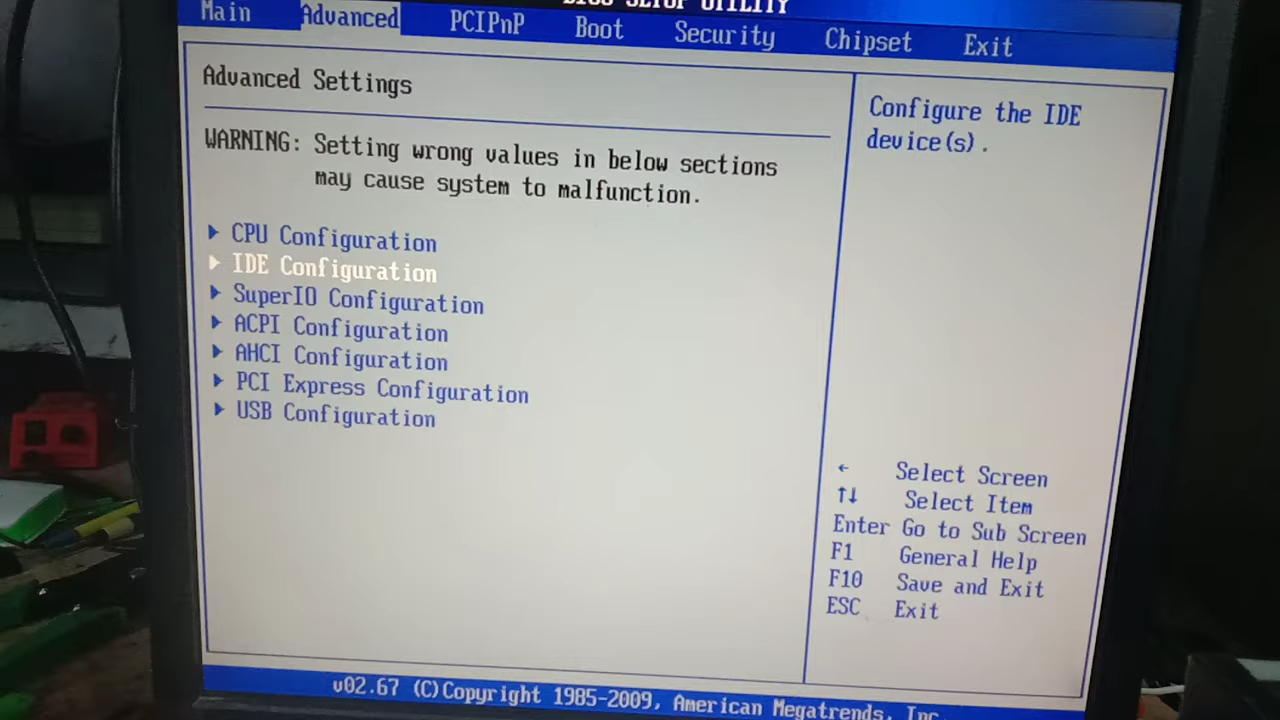 BIOS SETUP UTILITY
Main Advanced PCIPnP Boot Security Chipset Exit
Advanced Settings
WARNING: Setting wrong values in below sections
may cause system to malfunction.
CPU Configuration
IDE Configuration
SuperIO Configuration
ACPI Configuration
AHCI Configuration
PCI Express Configuration
USB Configuration
Configure the IDE
device(s).
← Select Screen
↑↓ Select Item
Enter Go to Sub Screen
F1 General Help
F10 Save and Exit
ESC Exit
v02.67 (C)Copyright 1985-2009, American Megatrends, Inc.